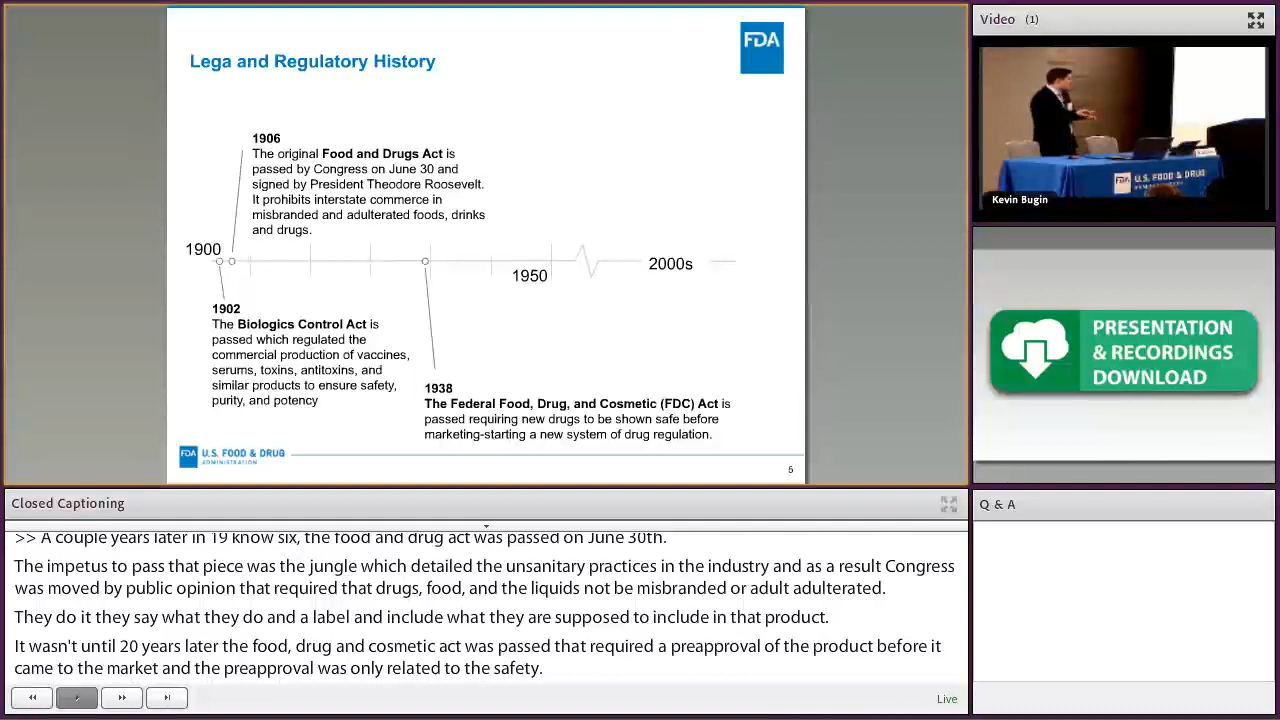 Lega and Regulatory History
FDA
1906
The original Food and Drugs Act is
passed by Congress on June 30 and
signed by President Theodore Roosevelt.
It prohibits interstate commerce in
misbranded and adulterated foods, drinks
and drugs.
1900
1950
2000s
1902
The Biologics Control Act is
passed which regulated the
commercial production of vaccines,
serums, toxins, antitoxins, and
similar products to ensure safety,
purity, and potency
1938
The Federal Food, Drug, and Cosmetic (FDC) Act is
passed requiring new drugs to be shown safe before
marketing-starting a new system of drug regulation.
FDA U.S. FOOD & DRUG
ADMINISTRATION
5
Video (1)
FDA U.S. FOOD & DRUG
ADMINISTRATION
Kevin Bugin
PRESENTATION
& RECORDINGS
DOWNLOAD
Closed Captioning
>> A couple years later in 19 know six, the food and drug act was passed on June 30th.
The impetus to pass that piece was the jungle which detailed the unsanitary practices in the industry and as a result Congress
was moved by public opinion that required that drugs, food, and the liquids not be misbranded or adult adulterated.
They do it they say what they do and a label and include what they are supposed to include in that product.
It wasn't until 20 years later the food, drug and cosmetic act was passed that required a preapproval of the product before it
came to the market and the preapproval was only related to the safety.
Live
Q & A